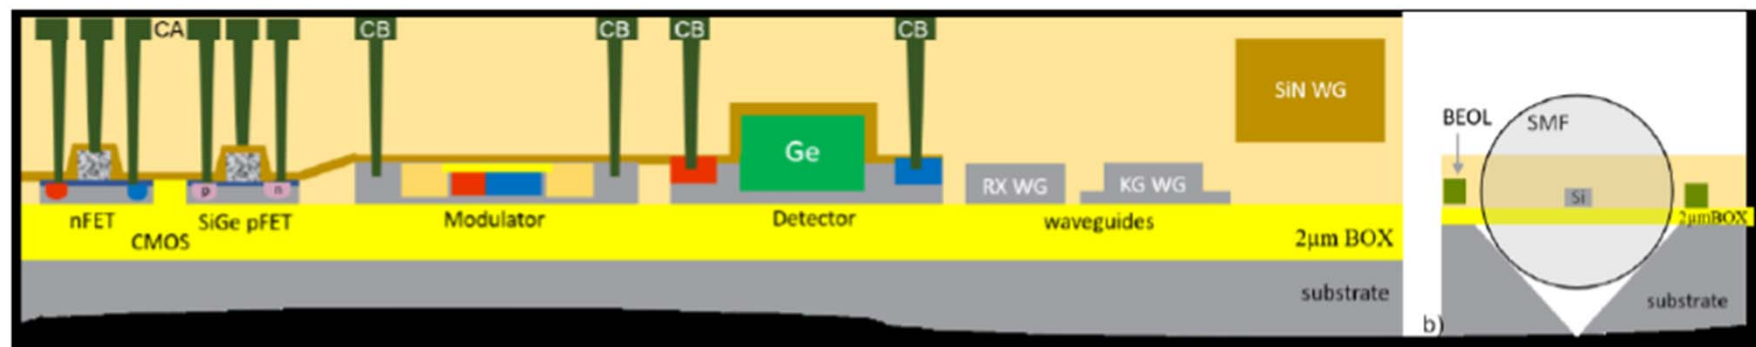 CA
CB
CB
CB
CB
SiN WG
Ge
p
n
RX WG
KG WG
nFET
SiGe pFET
Modulator
Detector
waveguides
CMOS
2μm BOX
substrate
BEOL
SMF
Si
2μmBOX
substrate
b)